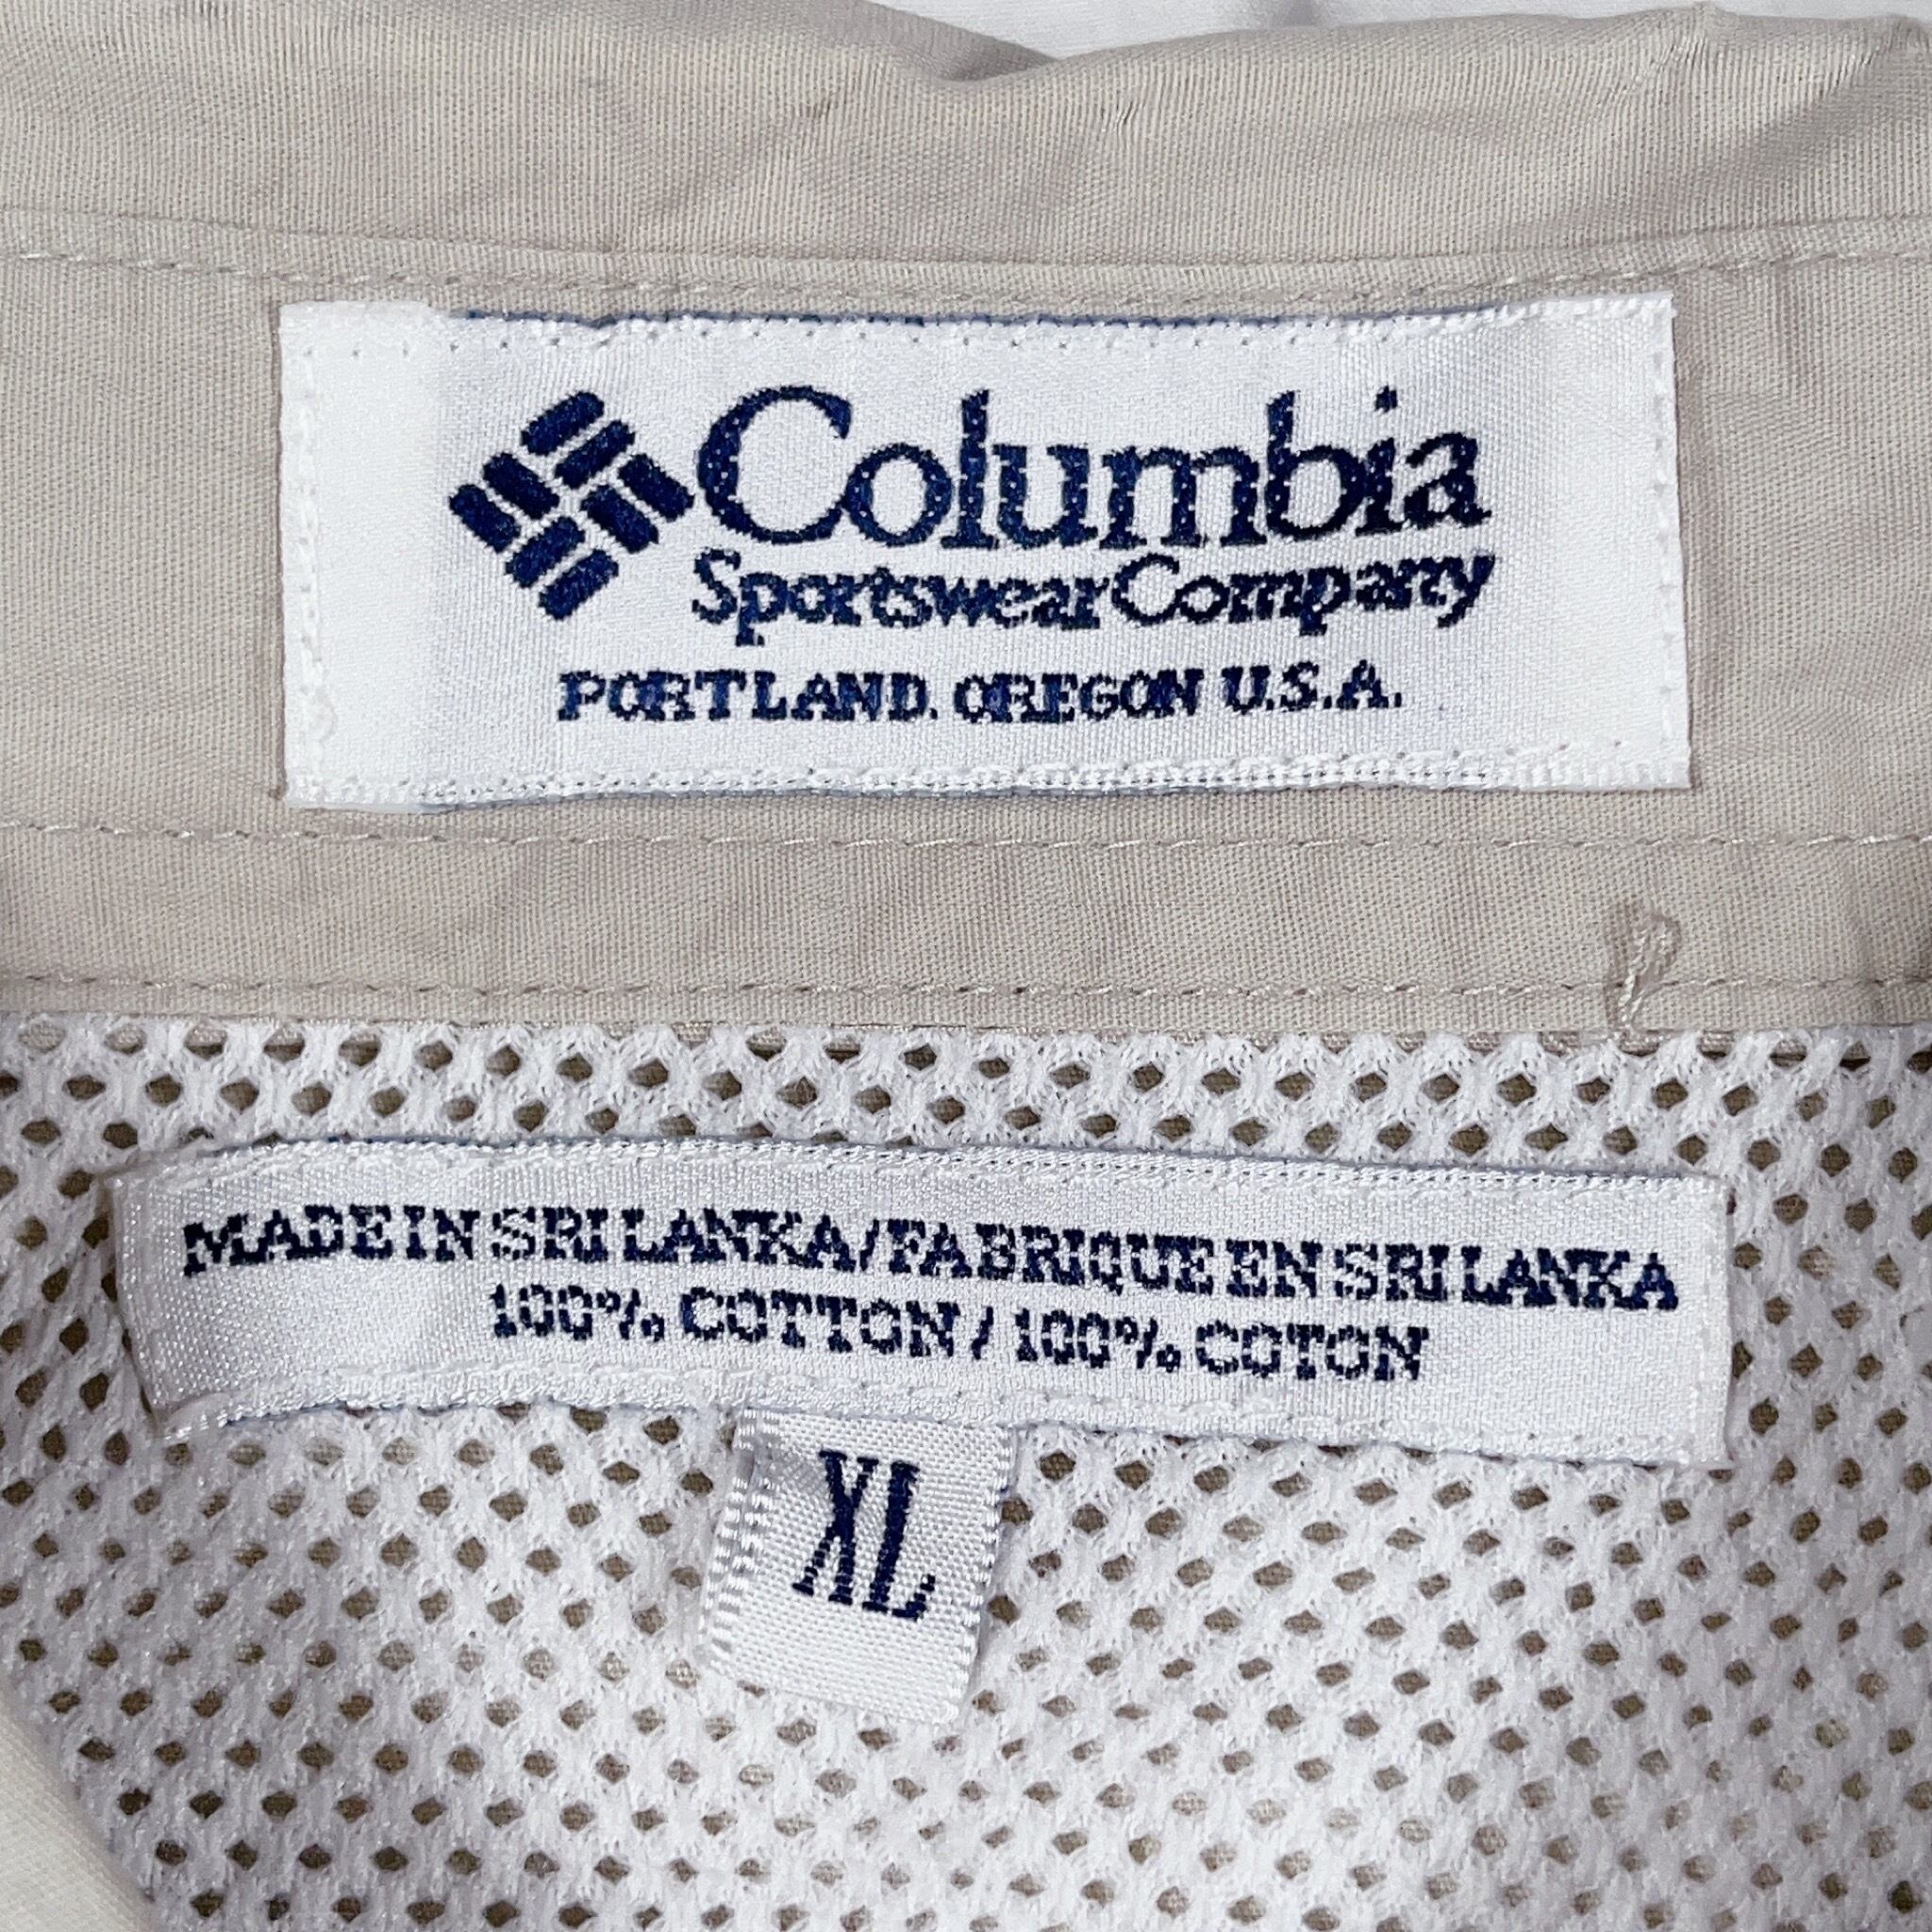 Columbia
Sportswear Company
PORTLAND. OREGON U.S.A.
MADE IN SRI LANKA/FABRIQUE EN SRI LANKA
100% COTTON / 100% COTON
XL